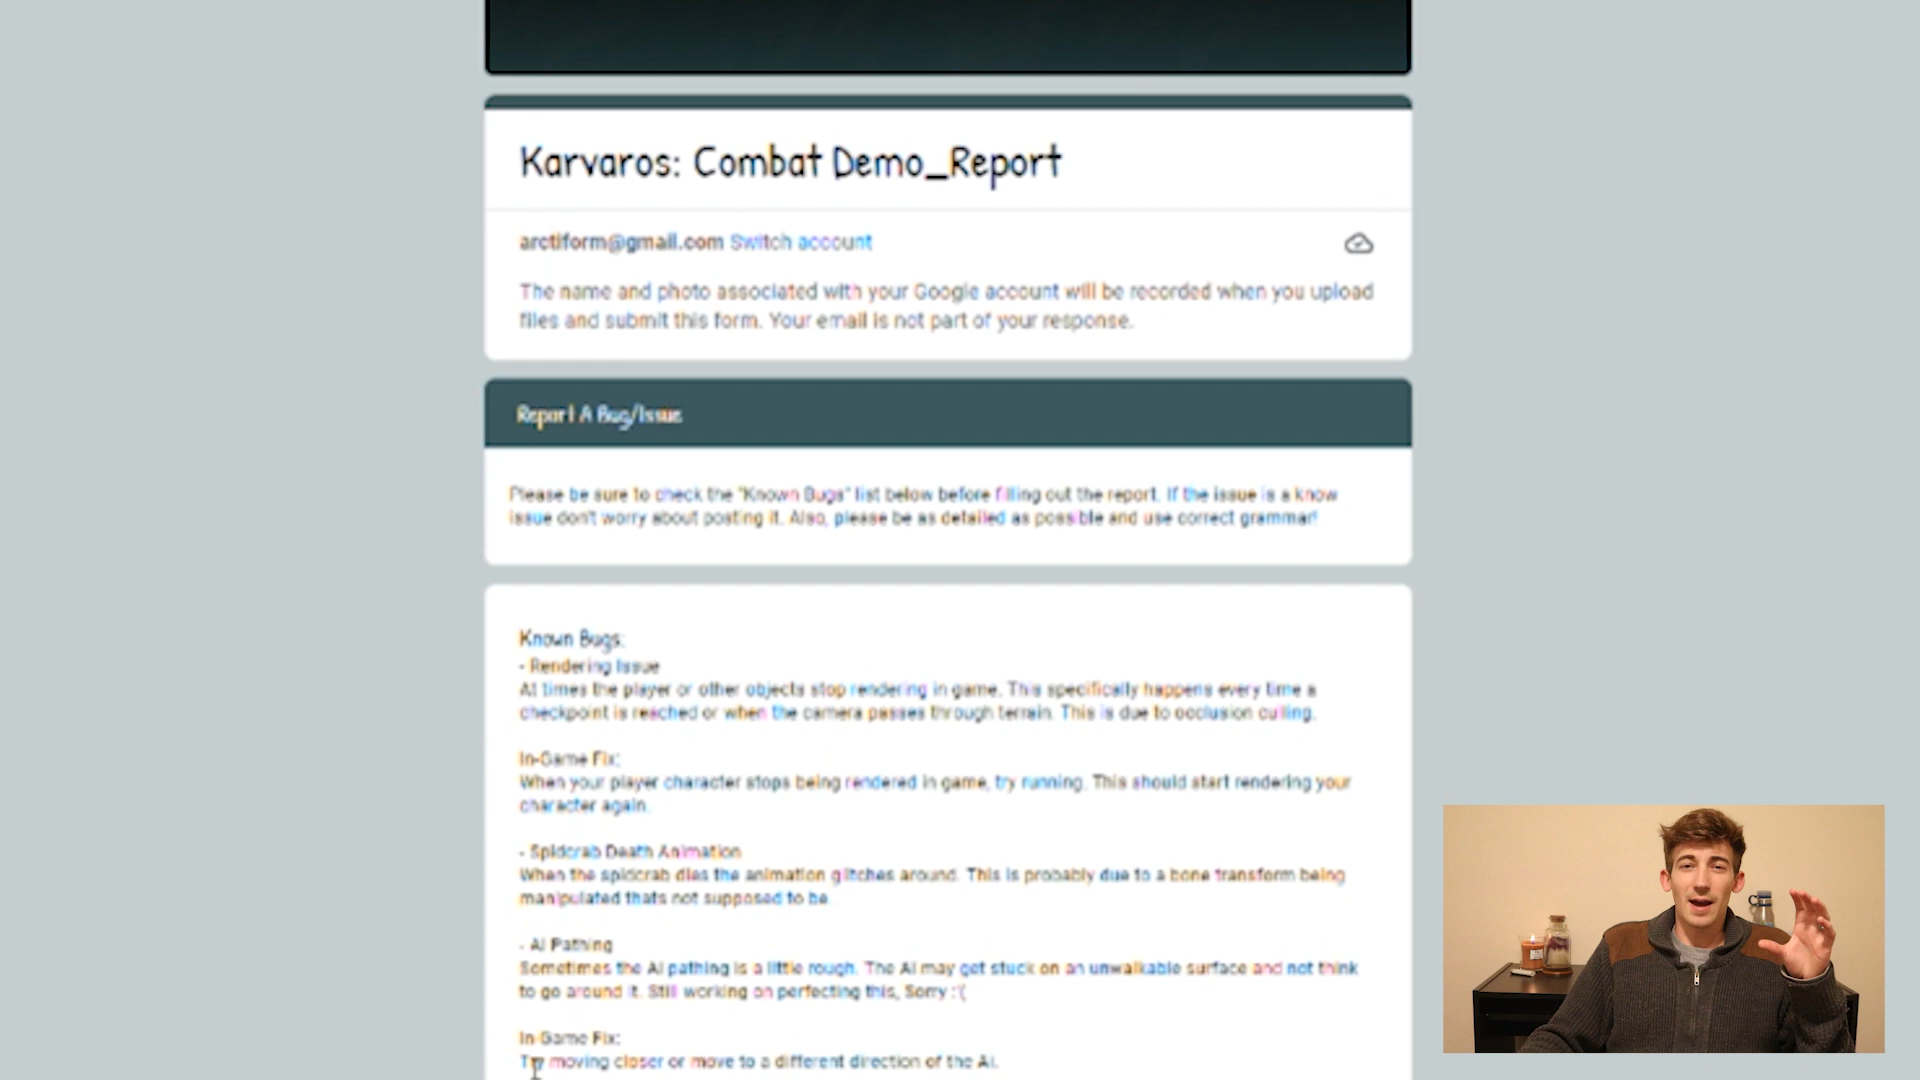 Karvaros: Combat Demo_Report
arctiform@gmail.com Switch account
The name and photo associated with your Google account will be recorded when you upload
files and submit this form. Your email is not part of your response.
Report A Bug/Issue
Please be sure to check the "Known Bugs" list below before filling out the report. If the issue is a know
issue don't worry about posting it. Also, please be as detailed as possible and use correct grammar!
Known Bugs:
- Rendering Issue
At times the player or other objects stop rendering in game. This specifically happens every time a
checkpoint is reached or when the camera passes through terrain. This is due to occlusion culling.
In-Game Fix:
When your player character stops being rendered in game, try running. This should start rendering your
character again.
- Spidcrab Death Animation
When the spidcrab dies the animation glitches around. This is probably due to a bone transform being
manipulated thats not supposed to be.
- AI Pathing
Sometimes the AI pathing is a little rough. The AI may get stuck on an unwalkable surface and not think
to go around it. Still working on perfecting this, Sorry :'(
In-Game Fix:
Try moving closer or move to a different direction of the AI.